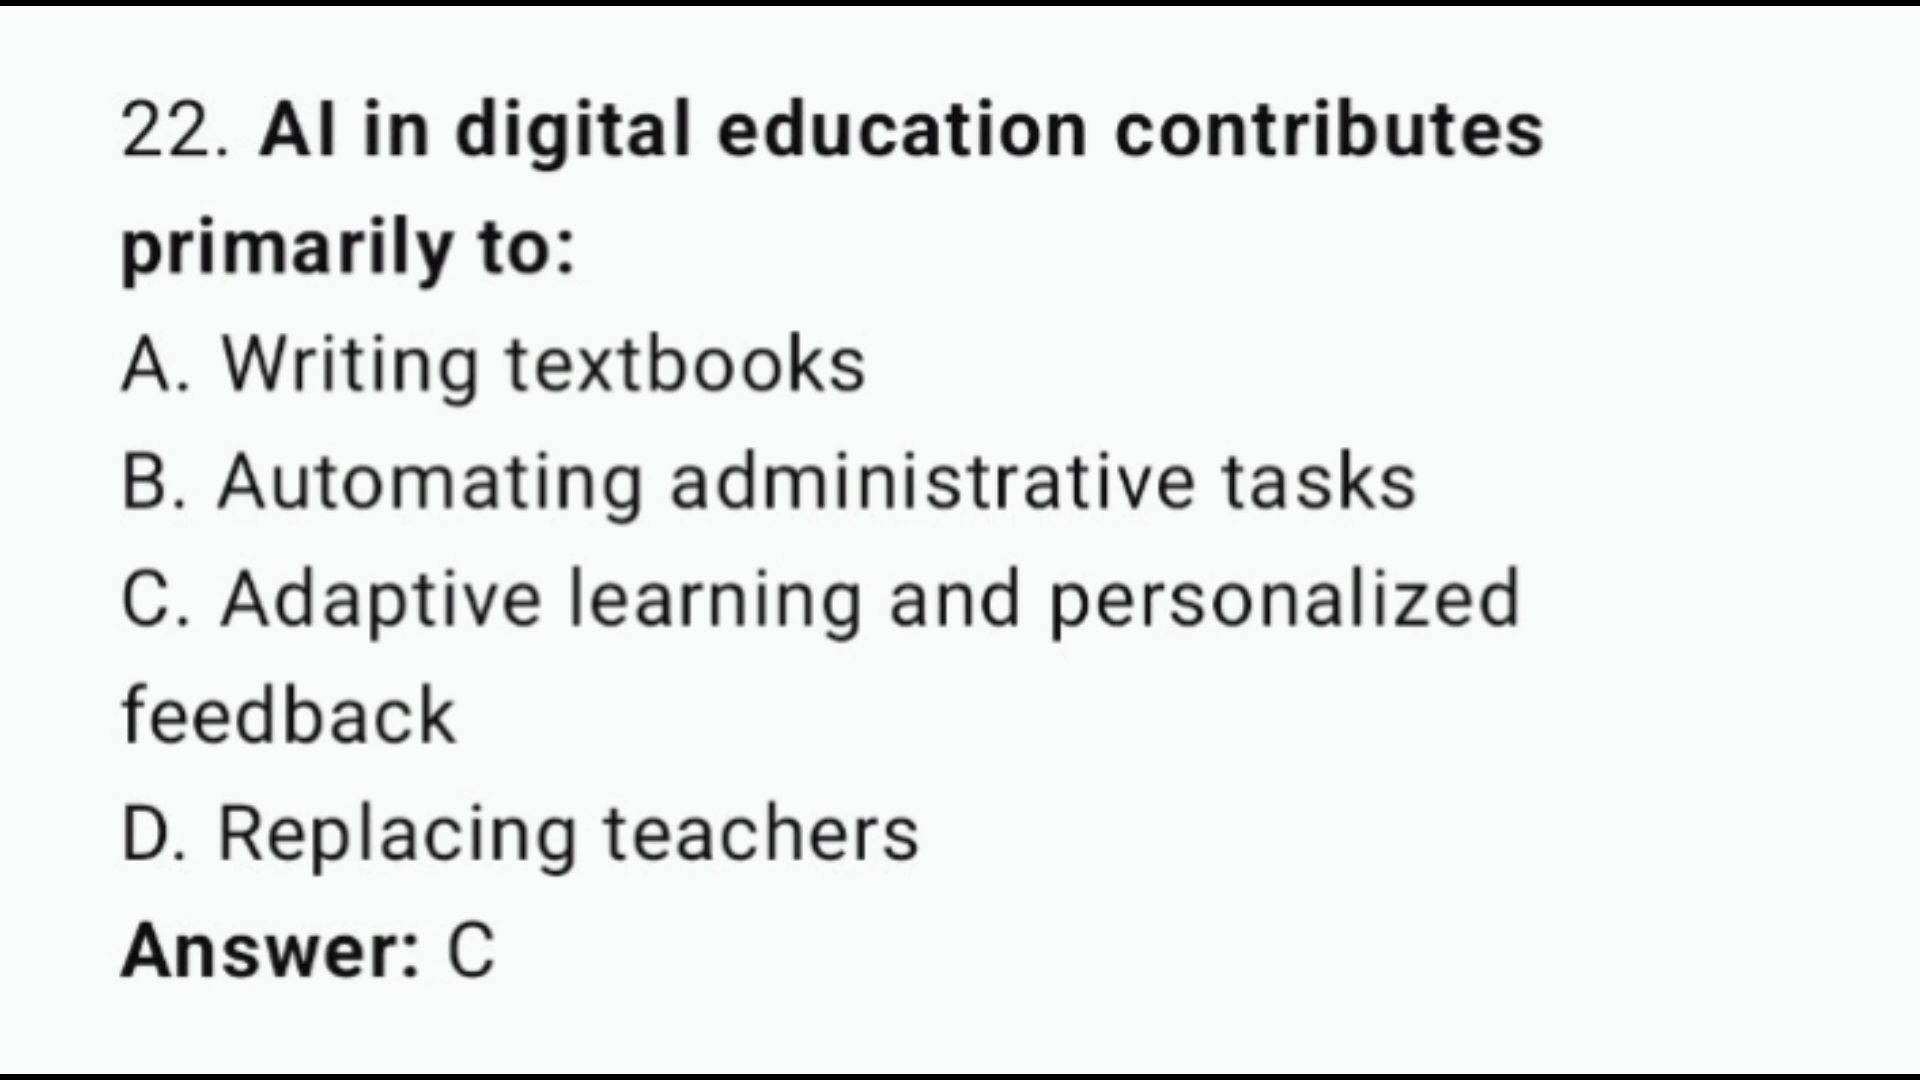 22. AI in digital education contributes
primarily to:
A. Writing textbooks
B. Automating administrative tasks
C. Adaptive learning and personalized
feedback
D. Replacing teachers
Answer: C